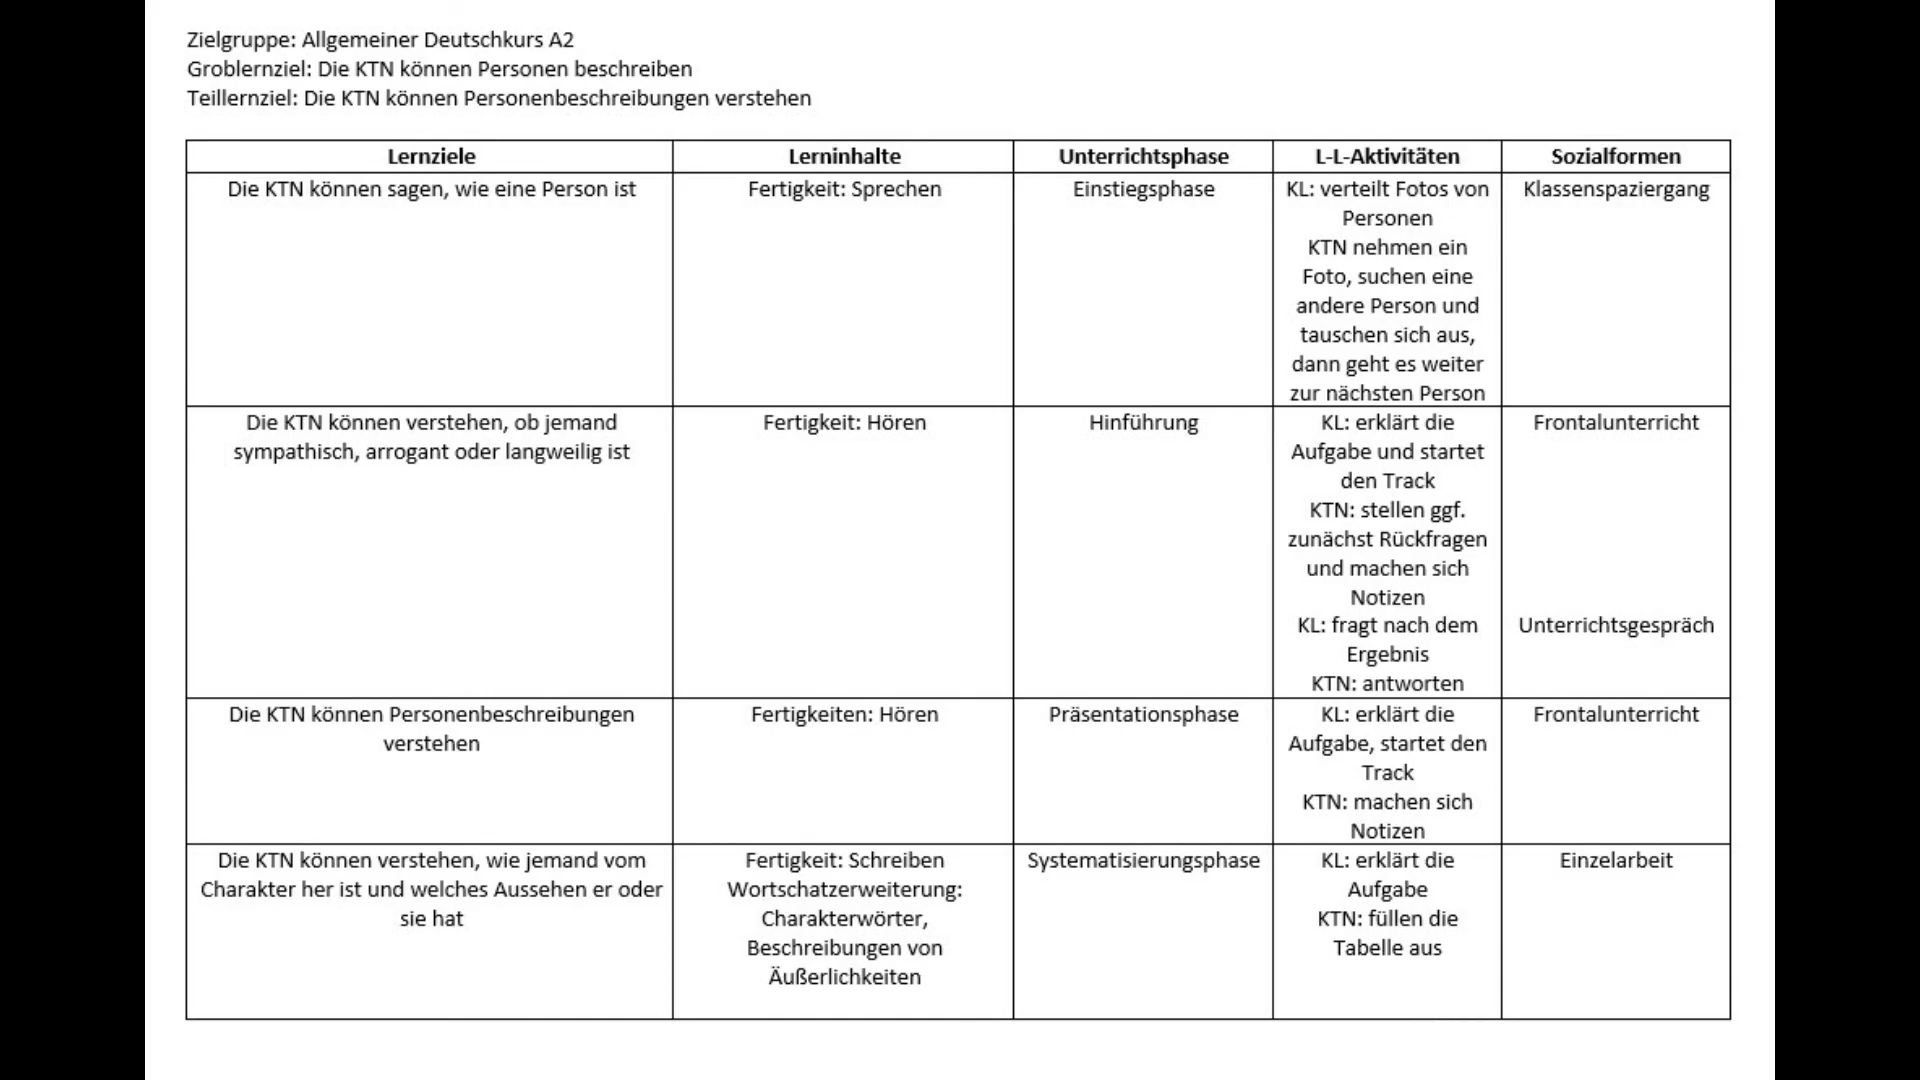 Zielgruppe: Allgemeiner Deutschkurs A2
Groblernziel: Die KTN können Personen beschreiben
Teillernziel: Die KTN können Personenbeschreibungen verstehen
Lernziele
Lerninhalte
Unterrichtsphase
L-L-Aktivitäten
Sozialformen
Die KTN können sagen, wie eine Person ist
Fertigkeit: Sprechen
Einstiegsphase
KL: verteilt Fotos von
Personen
KTN nehmen ein
Foto, suchen eine
andere Person und
tauschen sich aus,
dann geht es weiter
zur nächsten Person
Klassenspaziergang
Die KTN können verstehen, ob jemand
sympathisch, arrogant oder langweilig ist
Fertigkeit: Hören
Hinführung
KL: erklärt die
Aufgabe und startet
den Track
KTN: stellen ggf.
zunächst Rückfragen
und machen sich
Notizen
KL: fragt nach dem
Ergebnis
KTN: antworten
Frontalunterricht
Unterrichtsgespräch
Die KTN können Personenbeschreibungen
verstehen
Fertigkeiten: Hören
Präsentationsphase
KL: erklärt die
Aufgabe, startet den
Track
KTN: machen sich
Notizen
Frontalunterricht
Die KTN können verstehen, wie jemand vom
Charakter her ist und welches Aussehen er oder
sie hat
Fertigkeit: Schreiben
Wortschatzerweiterung:
Charakterwörter,
Beschreibungen von
Äußerlichkeiten
Systematisierungsphase
KL: erklärt die
Aufgabe
KTN: füllen die
Tabelle aus
Einzelarbeit